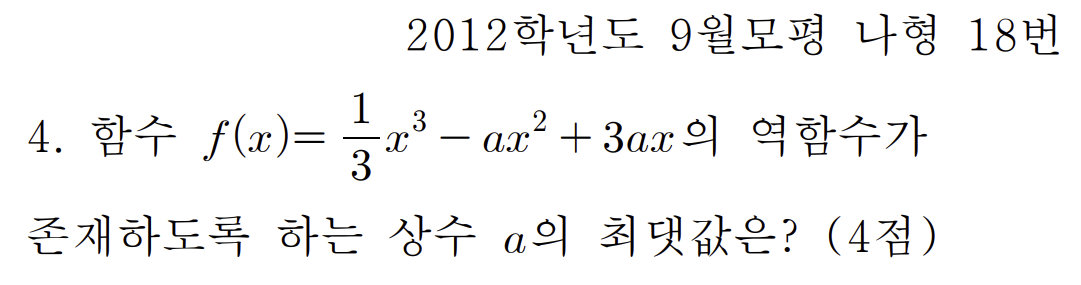 2012학년도 9월모평 나형 18번
4. 함수 f(x)= \frac{1}{3}x^3 − ax^2 + 3ax의 역함수가
존재하도록 하는 상수 a의 최댓값은? (4점)